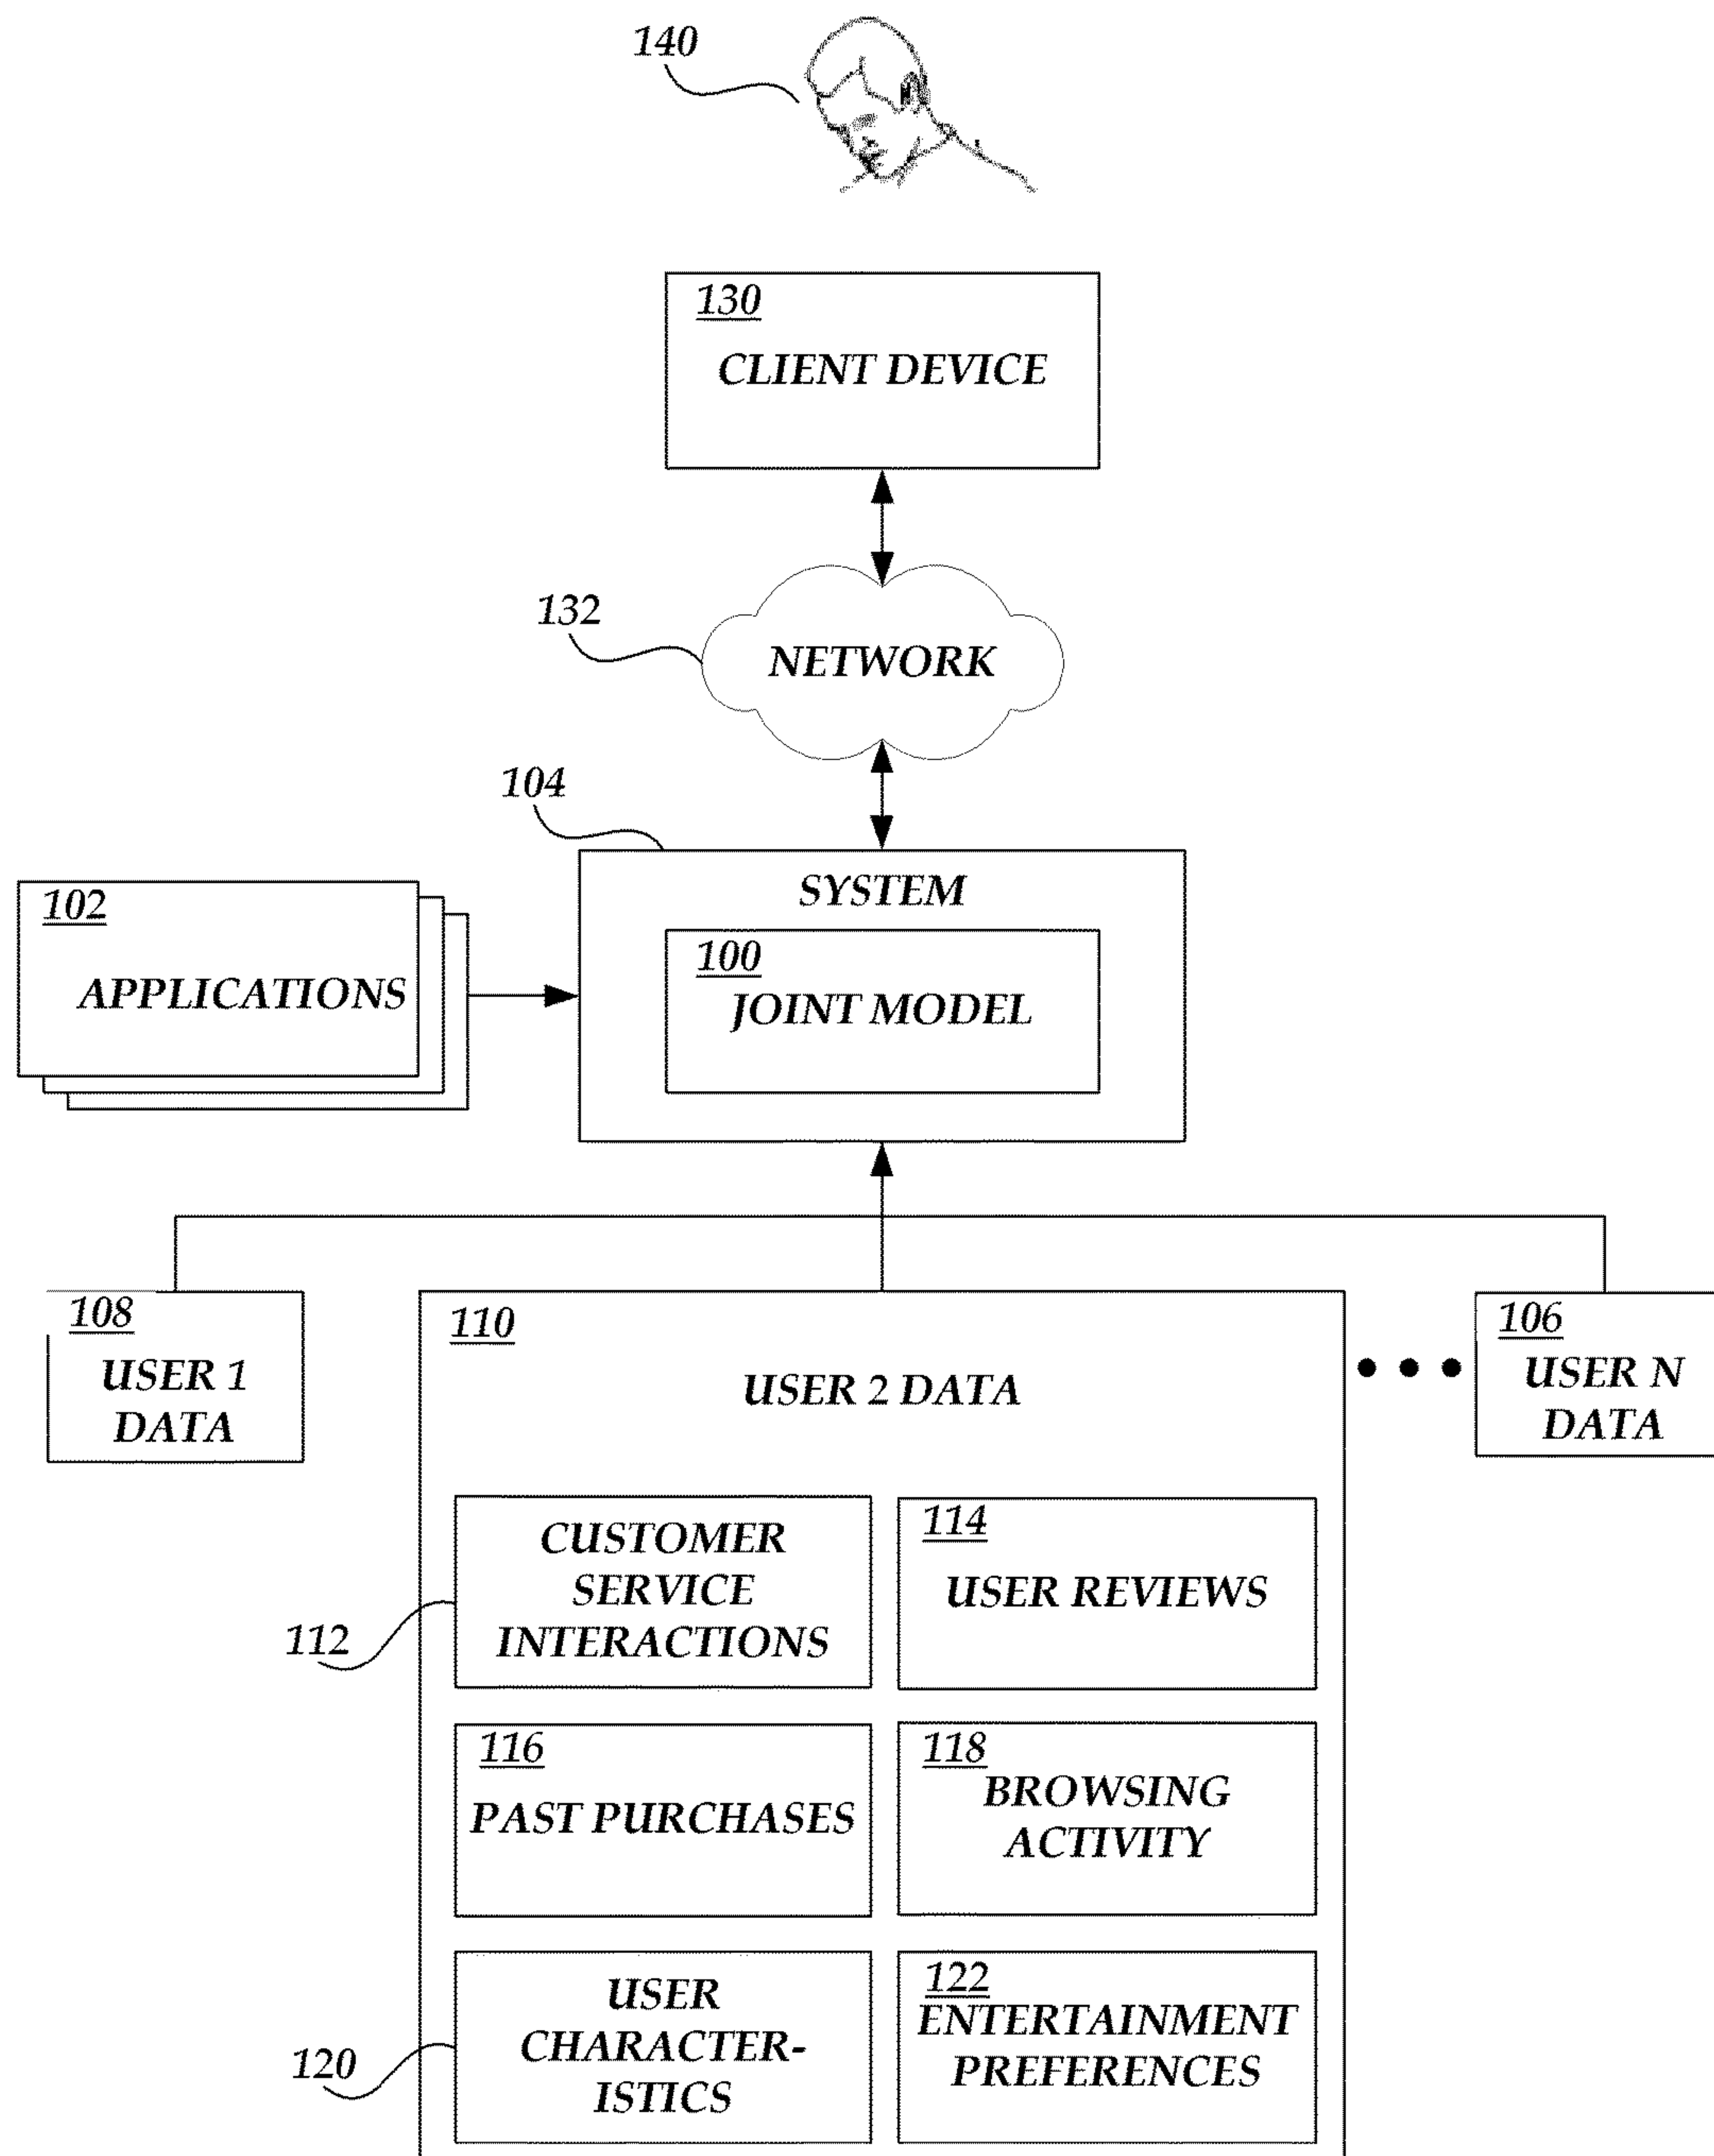 140
130
CLIENT DEVICE
132
NETWORK
104
SYSTEM
102
APPLICATIONS
100
JOINT MODEL
108
USER 1
DATA
110
USER 2 DATA
106
USER N
DATA
CUSTOMER
SERVICE
INTERACTIONS
112
114
USER REVIEWS
116
PAST PURCHASES
118
BROWSING
ACTIVITY
USER
CHARACTER-
ISTICS
120
122
ENTERTAINMENT
PREFERENCES